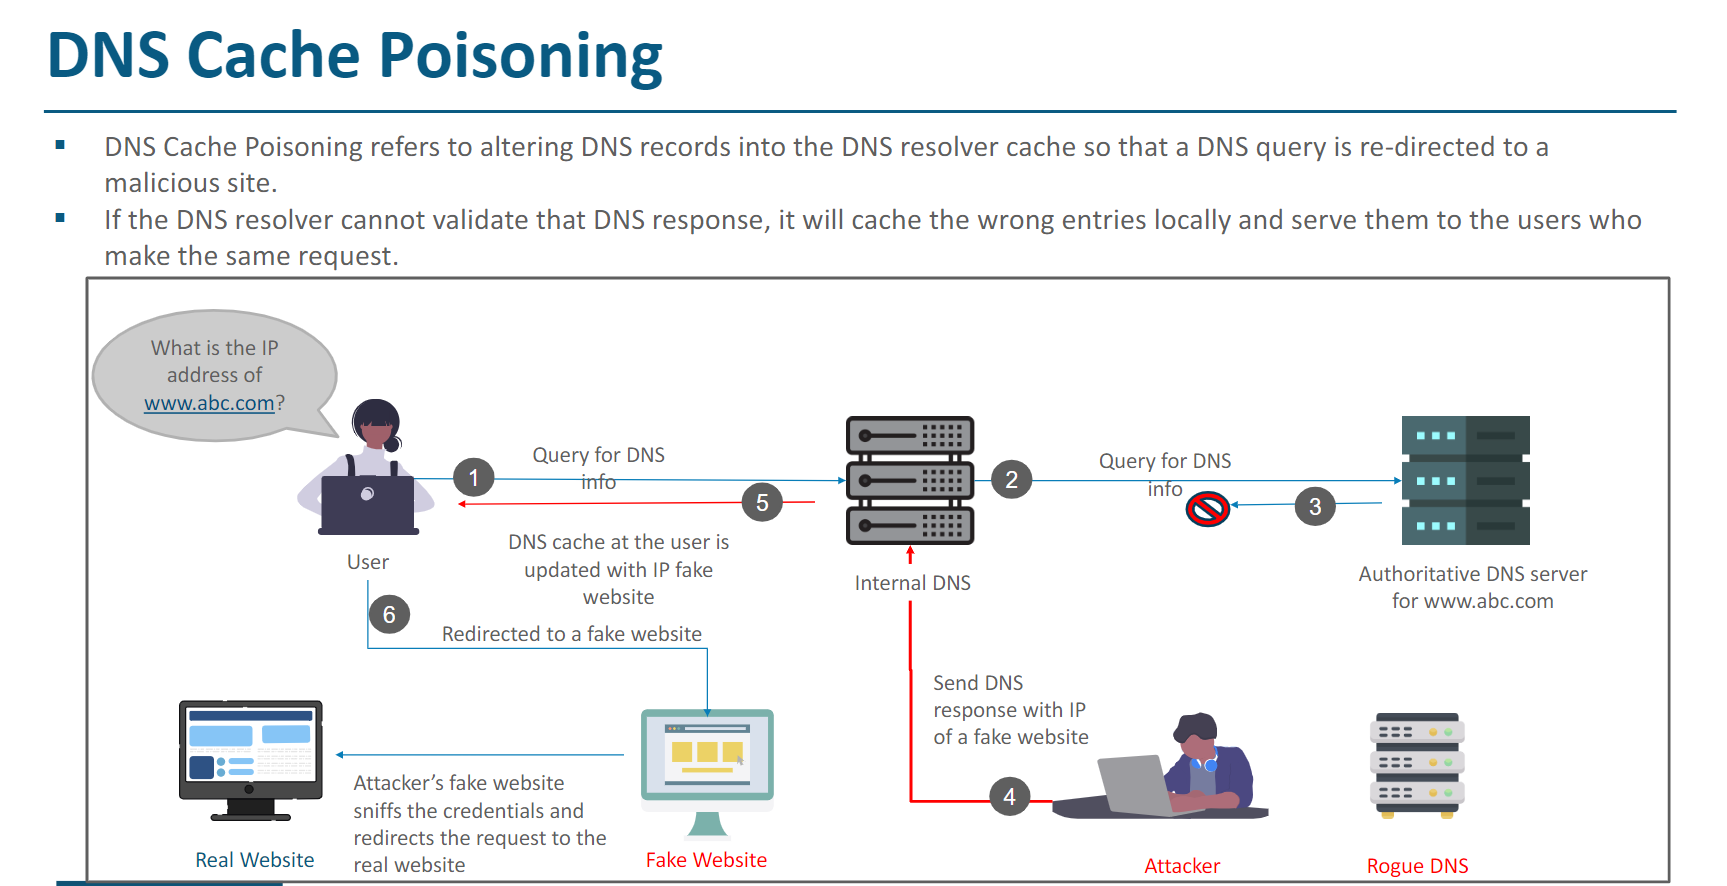 DNS Cache Poisoning
▪ DNS Cache Poisoning refers to altering DNS records into the DNS resolver cache so that a DNS query is re-directed to a
malicious site.
▪ If the DNS resolver cannot validate that DNS response, it will cache the wrong entries locally and serve them to the users who
make the same request.
What is the IP
address of
www.abc.com?
1
Query for DNS
info
5
2
Query for DNS
info
3
DNS cache at the user is
updated with IP fake
website
User
Internal DNS
Authoritative DNS server
for www.abc.com
6
Redirected to a fake website
Send DNS
response with IP
of a fake website
4
Attacker’s fake website
sniffs the credentials and
redirects the request to the
real website
Real Website
Fake Website
Attacker
Rogue DNS